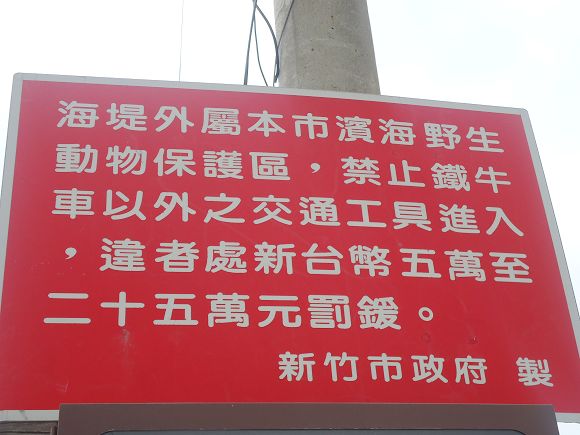 海堤外屬本市濱海野生
動物保護區，禁止鐵牛
車以外之交通工具進入
，違者處新台幣五萬至
二十五萬元罰鍰。
新竹市政府 製